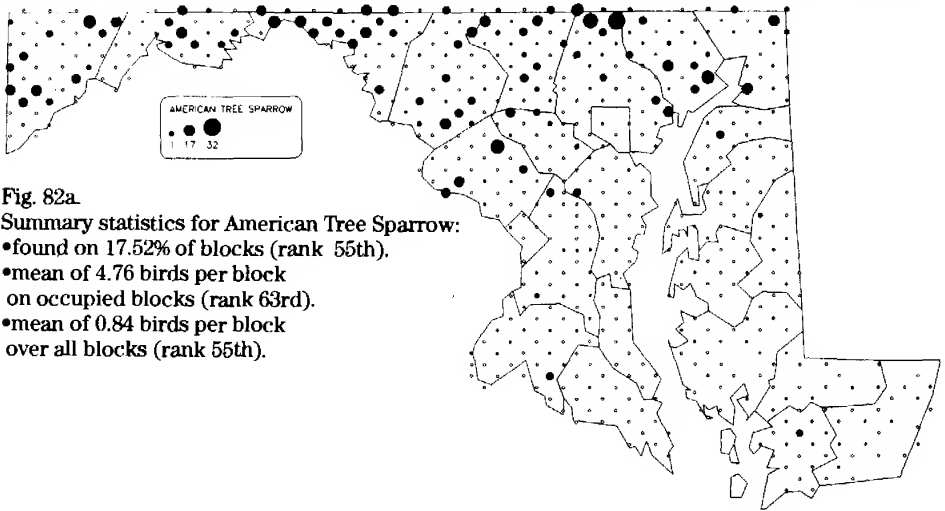 AMERICAN TREE SPARROW
1 17 32
Fig. 82a.
Summary statistics for American Tree Sparrow:
•found on 17.52% of blocks (rank 55th).
•mean of 4.76 birds per block
on occupied blocks (rank 63rd).
•mean of 0.84 birds per block
over all blocks (rank 55th).